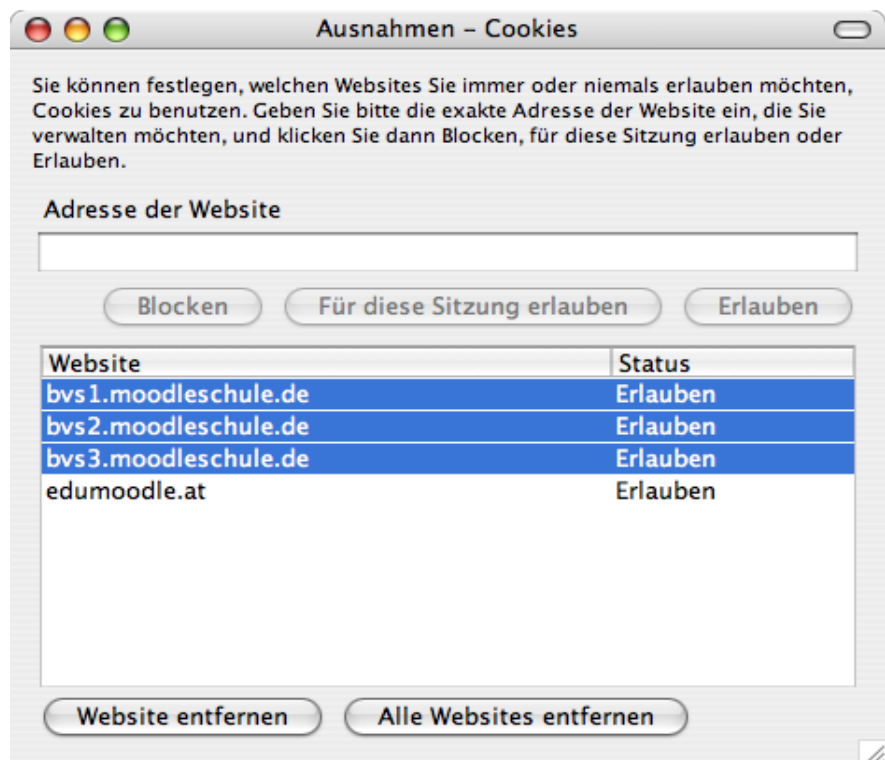 Ausnahmen – Cookies
Sie können festlegen, welchen Websites Sie immer oder niemals erlauben möchten,
Cookies zu benutzen. Geben Sie bitte die exakte Adresse der Website ein, die Sie
verwalten möchten, und klicken Sie dann Blocken, für diese Sitzung erlauben oder
Erlauben.
Adresse der Website
Blocken Für diese Sitzung erlauben Erlauben
Website Status
bvs1.moodleschule.de Erlauben
bvs2.moodleschule.de Erlauben
bvs3.moodleschule.de Erlauben
edumoodle.at Erlauben
Website entfernen Alle Websites entfernen